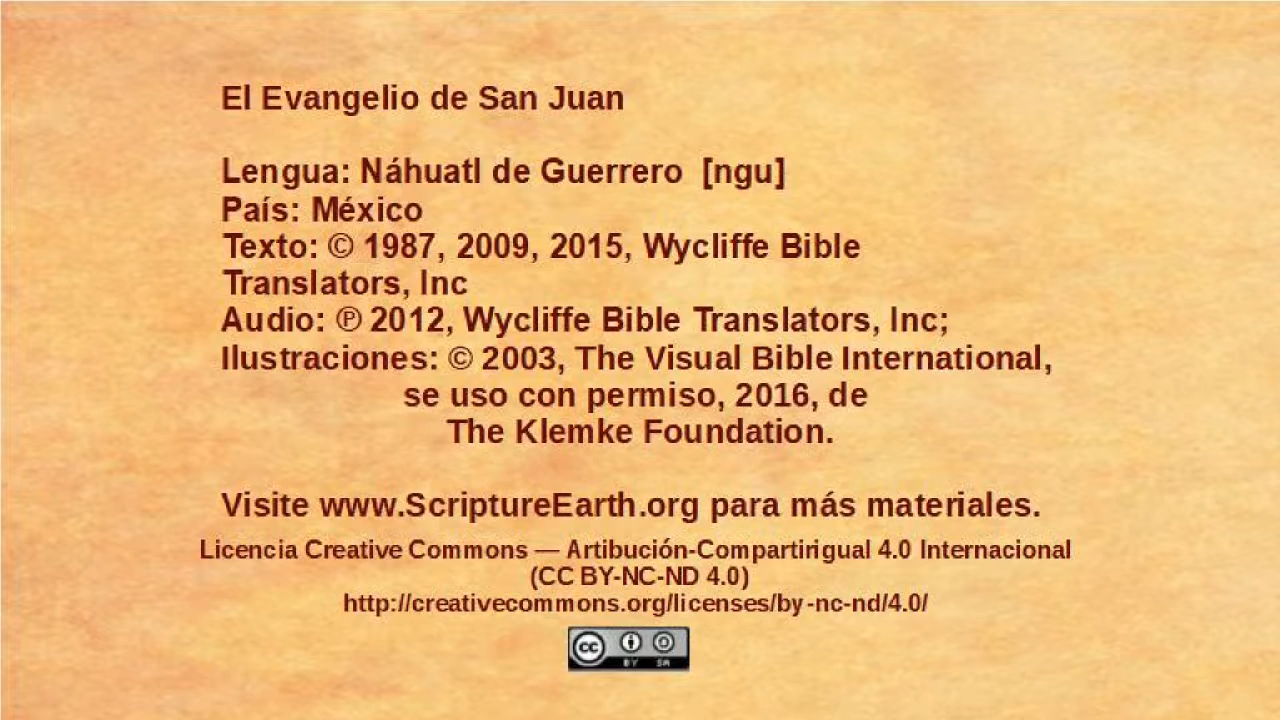 El Evangelio de San Juan
Lengua: Náhuatl de Guerrero [ngu]
País: México
Texto: © 1987, 2009, 2015, Wycliffe Bible
Translators, Inc
Audio: ℗ 2012, Wycliffe Bible Translators, Inc;
Ilustraciones: © 2003, The Visual Bible International,
se uso con permiso, 2016, de
The Klemke Foundation.
Visite www.ScriptureEarth.org para más materiales.
Licencia Creative Commons — Artibución-Compartirigual 4.0 Internacional
(CC BY-NC-ND 4.0)
http://creativecommons.org/licenses/by-nc-nd/4.0/
cc
BY SA